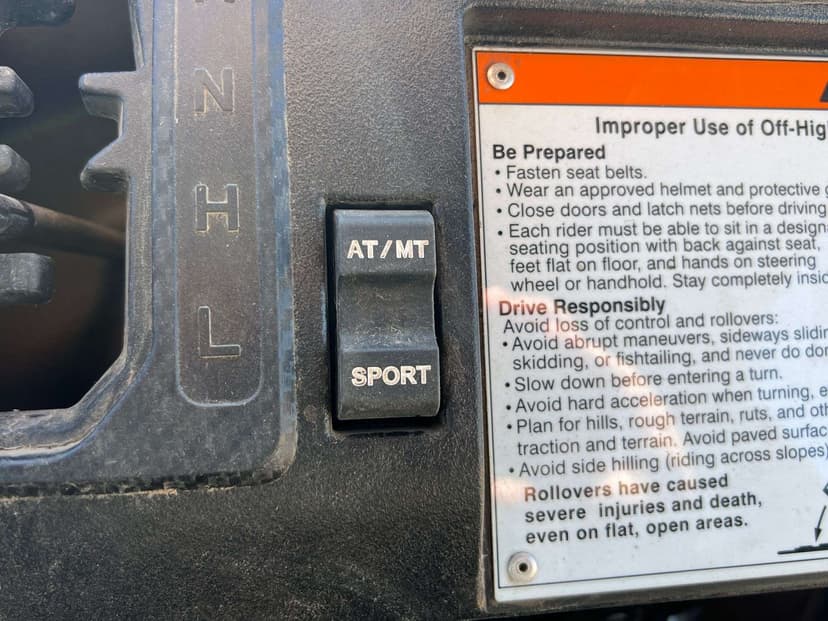 N
H
L
AT/MT
SPORT
Improper Use of Off-Hig
Be Prepared
• Fasten seat belts.
• Wear an approved helmet and protective
• Close doors and latch nets before driving
• Each rider must be able to sit in a designa
seating position with back against seat,
feet flat on floor, and hands on steering
wheel or handhold. Stay completely insi
Drive Responsibly
Avoid loss of control and rollovers:
• Avoid abrupt maneuvers, sideways slidi
skidding, or fishtailing, and never do do
• Slow down before entering a turn.
• Avoid hard acceleration when turning, e
• Plan for hills, rough terrain, ruts, and oth
traction and terrain. Avoid paved surfac
• Avoid side hilling (riding across slopes)
Rollovers have caused
severe injuries and death,
even on flat, open areas.